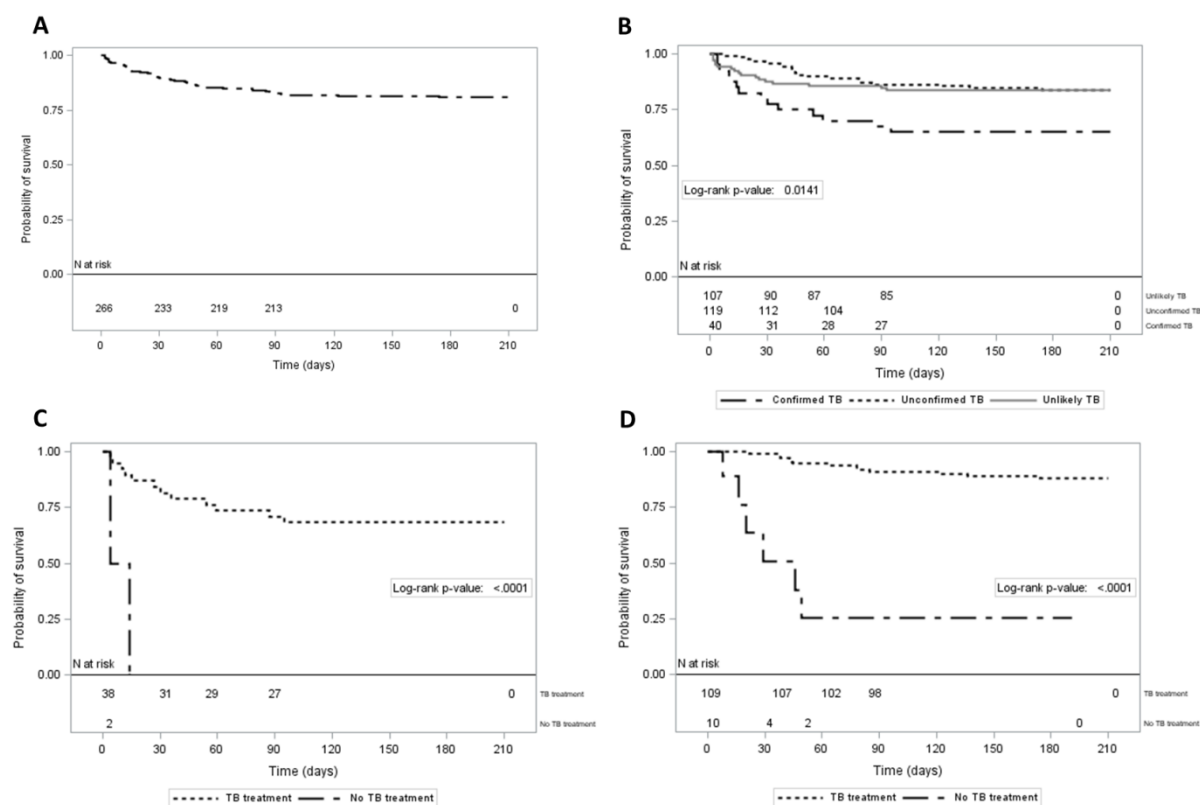 A
1.00
0.75
0.50
0.25
0.00
Probability of survival
N at risk
266 233 219 213 0
0 30 60 90 120 150 180 210
Time (days)
B
1.00
0.75
0.50
0.25
0.00
Probability of survival
Log-rank p-value: 0.0141
N at risk
107 90 87 85 0 Unlikely TB
119 112 104 0 Unconfirmed TB
40 31 28 27 0 Confirmed TB
0 30 60 90 120 150 180 210
Time (days)
Confirmed TB Unconfirmed TB Unlikely TB
C
1.00
0.75
0.50
0.25
0.00
Probability of survival
Log-rank p-value: <.0001
N at risk
38 31 29 27 0 TB treatment
2 No TB treatment
0 30 60 90 120 150 180 210
Time (days)
TB treatment No TB treatment
D
1.00
0.75
0.50
0.25
0.00
Probability of survival
Log-rank p-value: <.0001
N at risk
109 107 102 98 0 TB treatment
10 4 2 0 No TB treatment
0 30 60 90 120 150 180 210
Time (days)
TB treatment No TB treatment